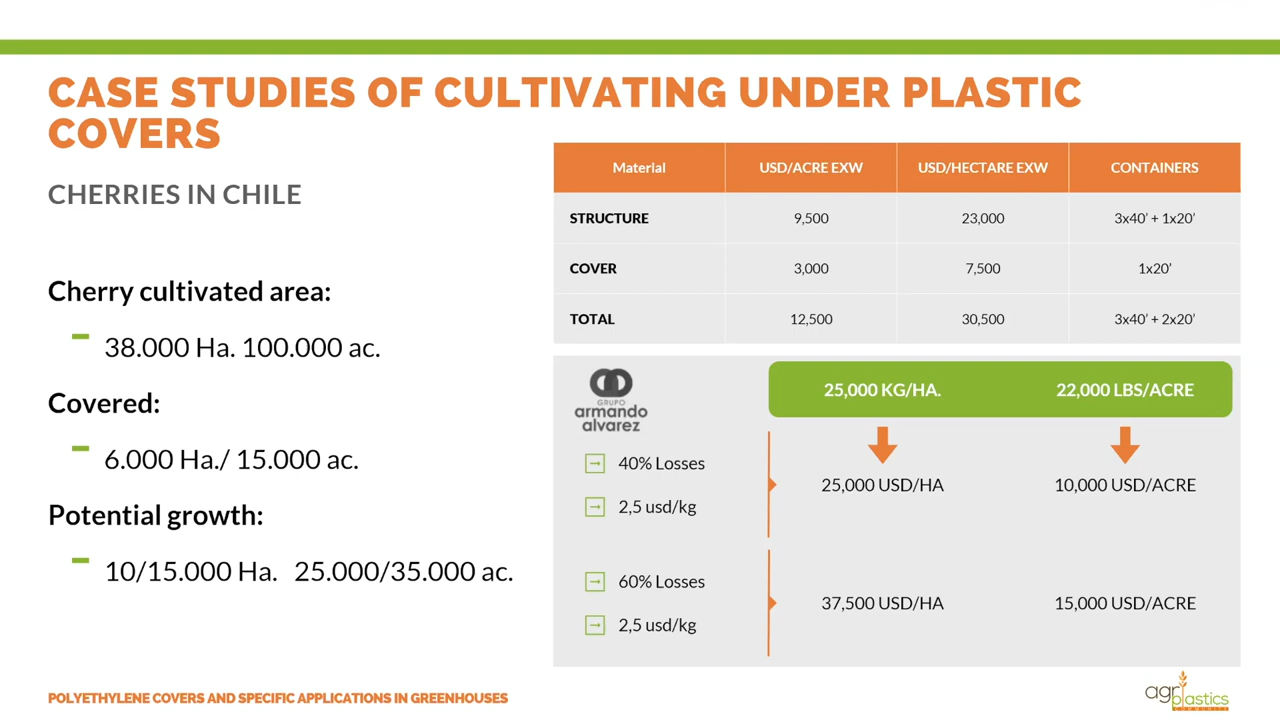 CASE STUDIES OF CULTIVATING UNDER PLASTIC
COVERS
CHERRIES IN CHILE
Cherry cultivated area:
38.000 Ha. 100.000 ac.
Covered:
6.000 Ha./ 15.000 ac.
Potential growth:
10/15.000 Ha. 25.000/35.000 ac.
Material USD/ACRE EXW USD/HECTARE EXW CONTAINERS
STRUCTURE 9,500 23,000 3x40' + 1x20'
COVER 3,000 7,500 1x20'
TOTAL 12,500 30,500 3x40' + 2x20'
GRUPO
armando
alvarez
25,000 KG/HA. 22,000 LBS/ACRE
40% Losses
2,5 usd/kg
25,000 USD/HA 10,000 USD/ACRE
60% Losses
2,5 usd/kg
37,500 USD/HA 15,000 USD/ACRE
POLYETHYLENE COVERS AND SPECIFIC APPLICATIONS IN GREENHOUSES
agriplastics
COMMUNITY